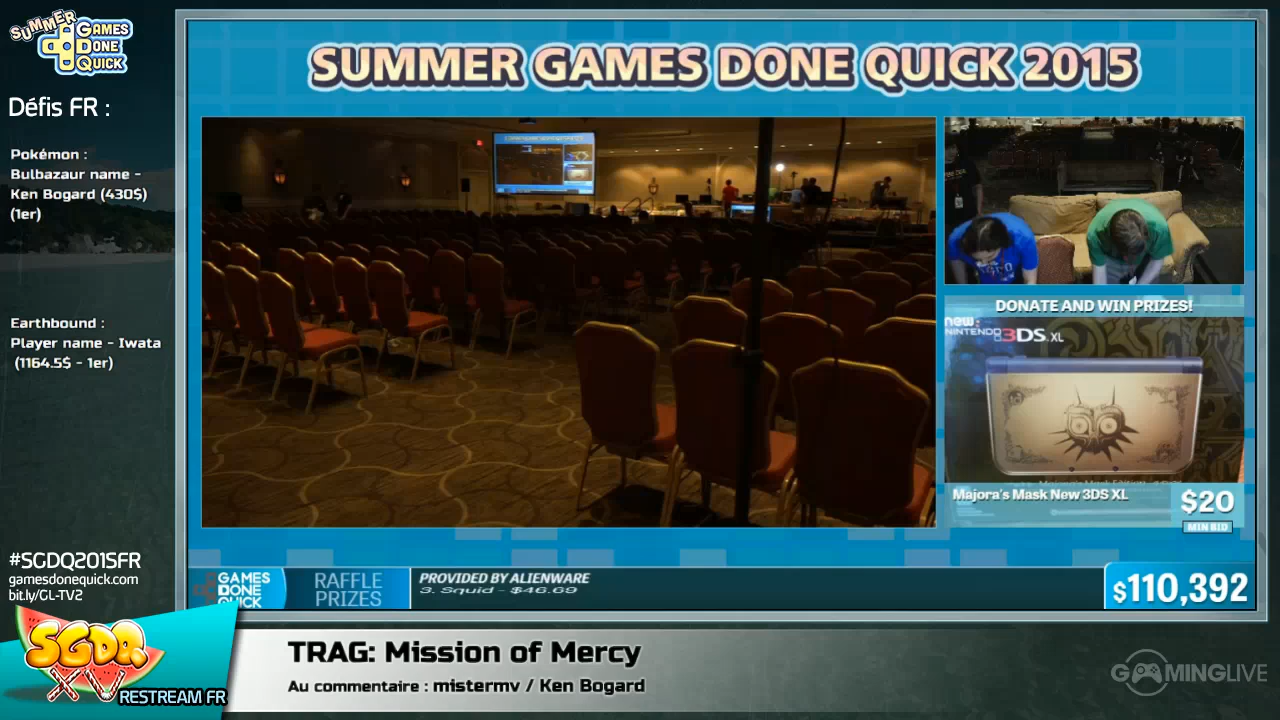 SUMMER
GAMES
DONE
QUICK
Défis FR :
Pokémon :
Bulbazaur name -
Ken Bogard (430$)
(1er)
Earthbound :
Player name - Iwata
(1164.5$ - 1er)
#SGDQ2015FR
gamesdonequick.com
bit.ly/GL-TV2
SUMMER GAMES DONE QUICK 2015
DONATE AND WIN PRIZES!
new
NINTENDO 3DS XL
Majora's Mask New 3DS XL
$20
MIN BID
GAMES
DONE
QUICK
RAFFLE
PRIZES
PROVIDED BY ALIENWARE
3. Squid - $46.69
$110,392
SGDQ
XV
RESTREAM FR
TRAG: Mission of Mercy
Au commentaire : mistermv / Ken Bogard
GAMINGLIVE